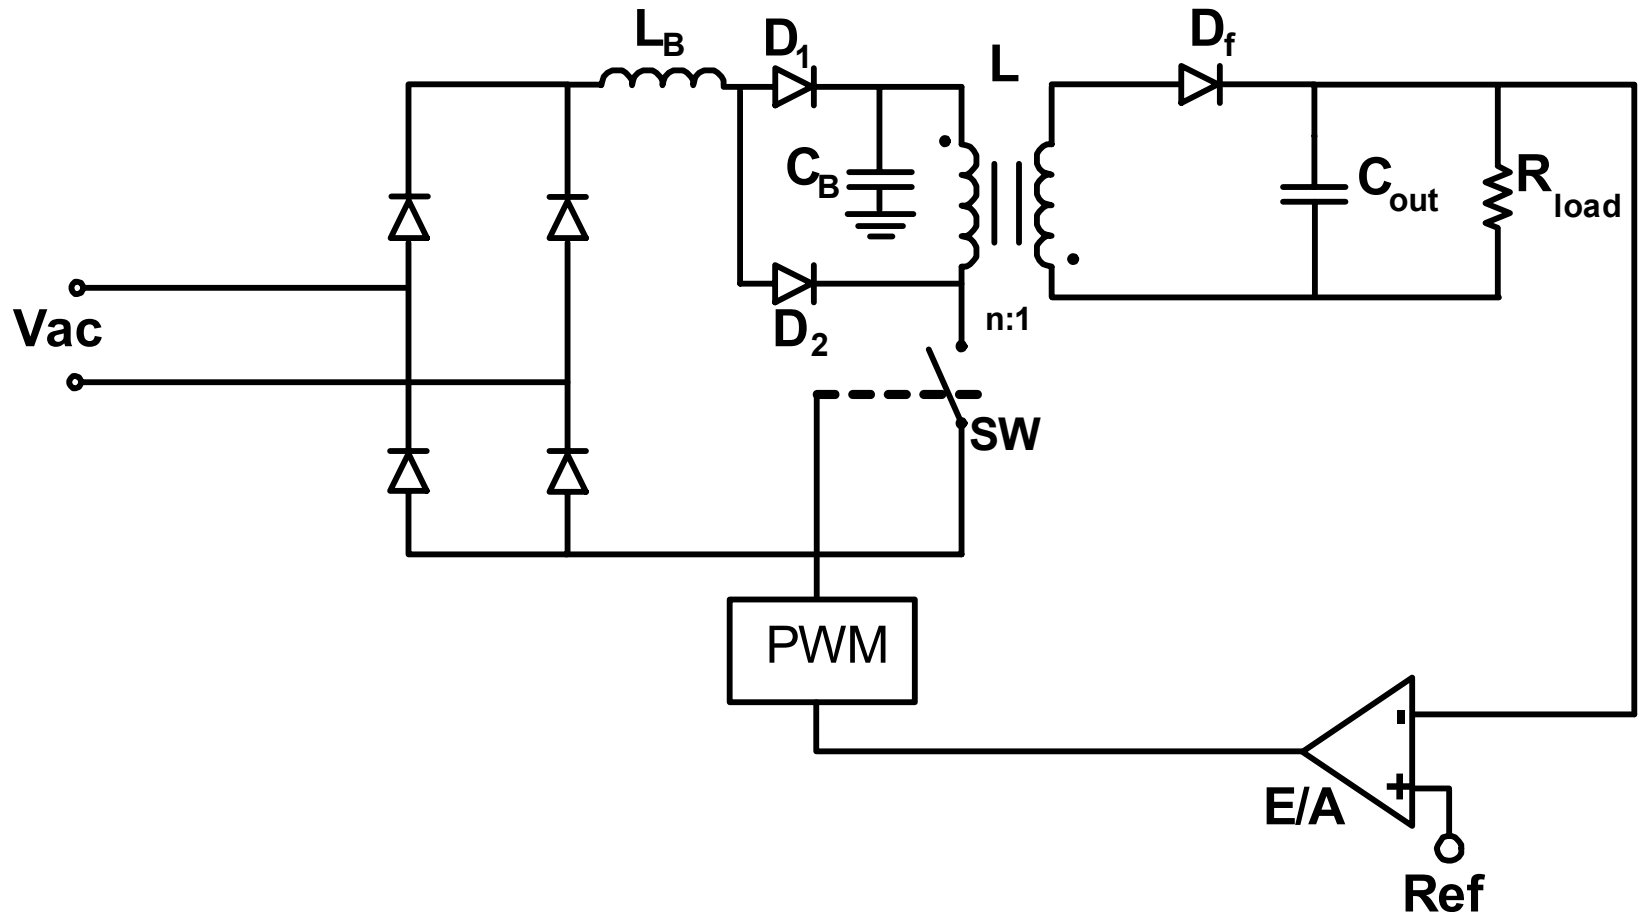 L_B
D_1
L
D_f
C_B
C_out
R_load
Vac
D_2
n:1
SW
PWM
-
+
E/A
Ref